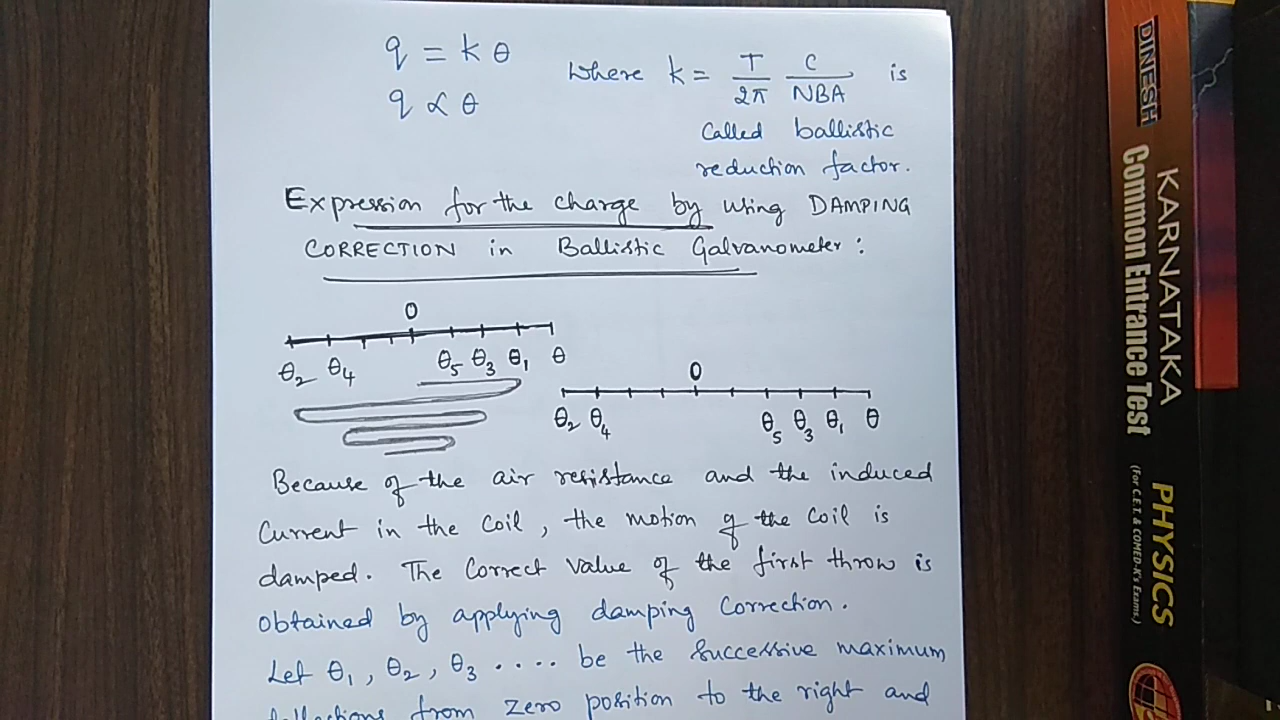 q = k θ
q ∝ θ
Where k = T/2π C/NBA is
Called ballistic
reduction factor.
Expression for the charge by using DAMPING
CORRECTION in Ballistic Galvanometer :
0
θ2 θ4 θ5 θ3 θ1 θ
0
θ2 θ4 θ5 θ3 θ1 θ
Because of the air resistance and the induced
Current in the Coil, the motion of the Coil is
damped. The Correct value of the first throw is
obtained by applying damping Correction.
Let θ1, θ2, θ3 .... be the Successive maximum
from zero position to the right and
DINESH
KARNATAKA
Common Entrance Test
PHYSICS
(For C.E.T. & COMED-K's Exams.)